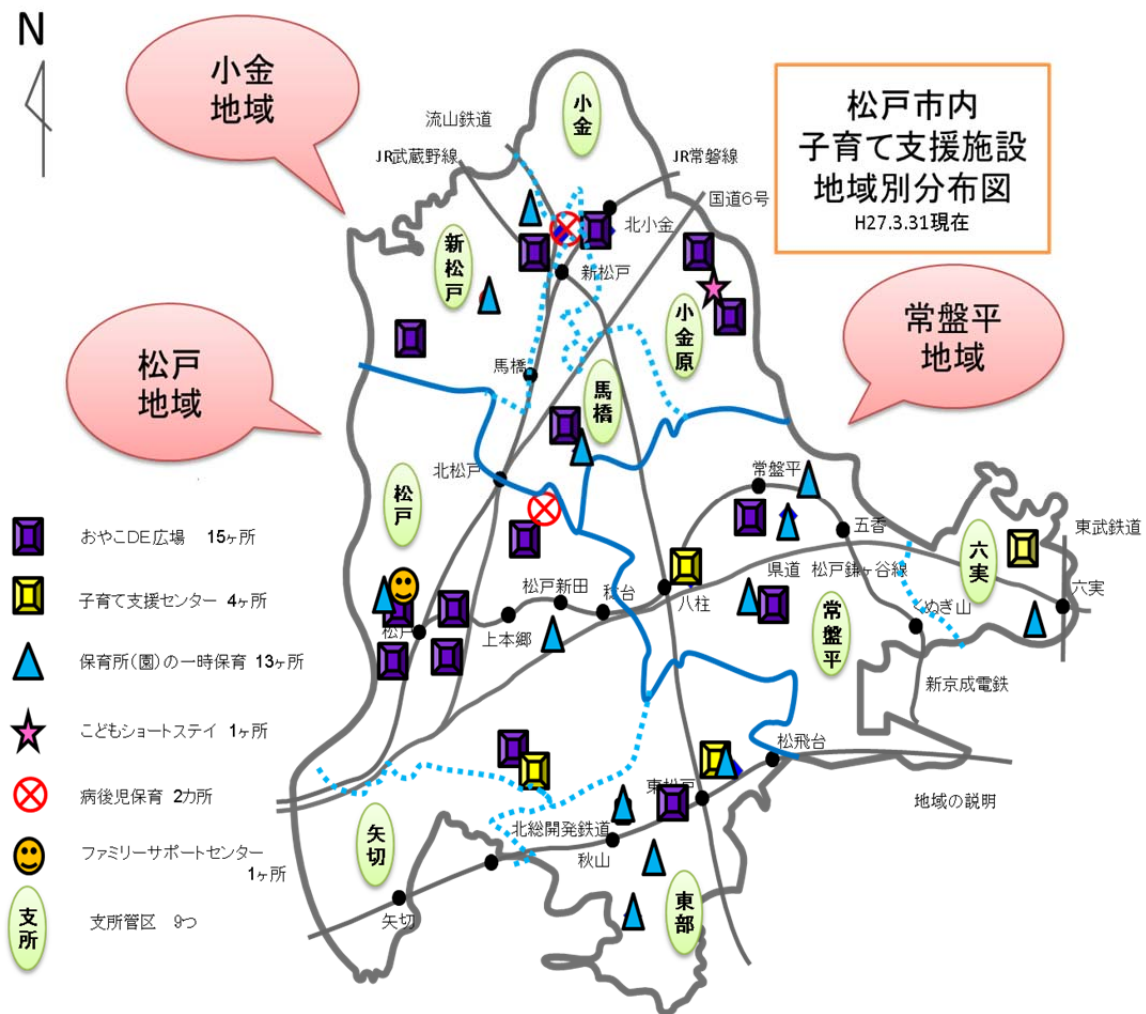 N
小金
地域
松戸市内
子育て支援施設
地域別分布図
H27.3.31現在
小金
流山鉄道
JR武蔵野線
JR常磐線
国道6号
北小金
新松戸
新松戸
小金原
常盤平
地域
松戸
地域
馬橋
馬橋
北松戸
松戸
常盤平
五香
東武鉄道
六実
六実
県道 松戸鎌ヶ谷線
八柱
稔台
松戸新田
上本郷
松戸
くぬぎ山
常盤平
新京成電鉄
松飛台
東松戸
地域の説明
北総開発鉄道
秋山
矢切
矢切
東部
おやこDE広場 15ヶ所
子育て支援センター 4ヶ所
保育所(園)の一時保育 13ヶ所
こどもショートステイ 1ヶ所
病後児保育 2カ所
ファミリーサポートセンター
1ヶ所
支所
支所管区 9つ